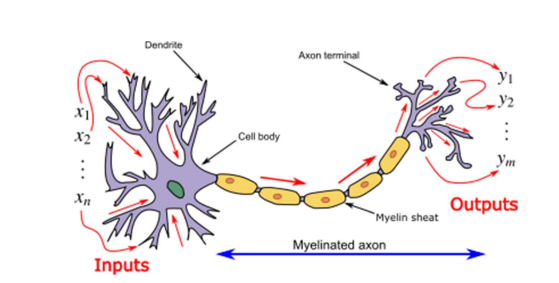 Dendrite
Axon terminal
x1
x2
⋮
xn
Cell body
y1
y2
⋮
ym
Myelin sheat
Outputs
Myelinated axon
Inputs